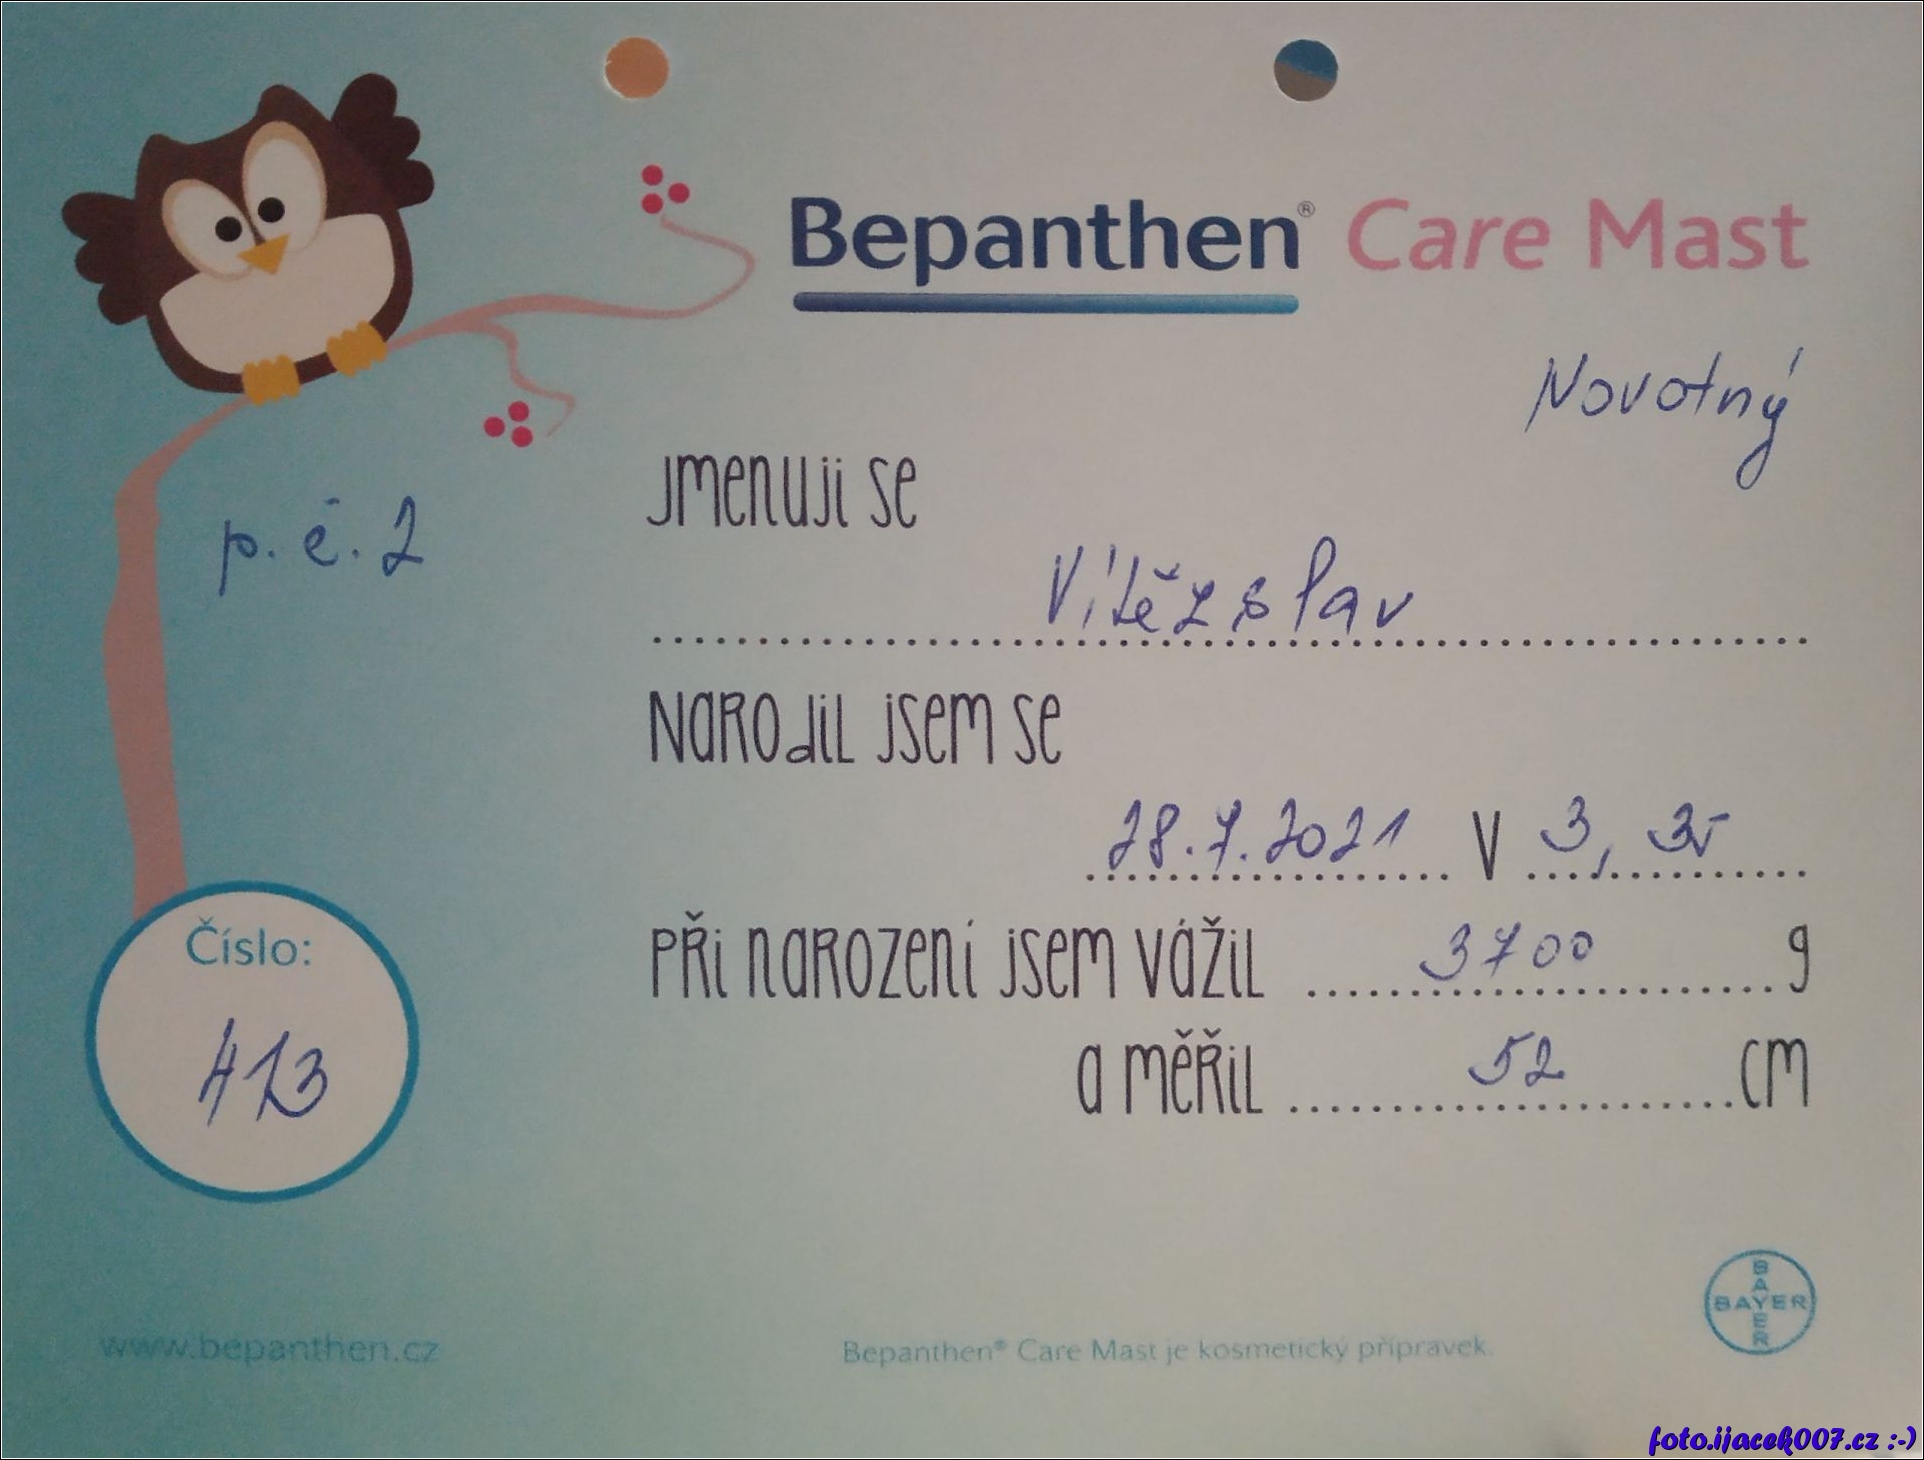 Bepanthen® Care Mast
Novotný
Jmenuji se
p. č. 2
Vítězslav
Narodil jsem se
28.7.2021 v 3,35
Při narození jsem vážil 3700 g
a měřil 52 cm
Číslo:
413
www.bepanthen.cz
Bepanthen® Care Mast je kosmetický přípravek.
BAYER
BAYER
foto.ijacek007.cz :-)